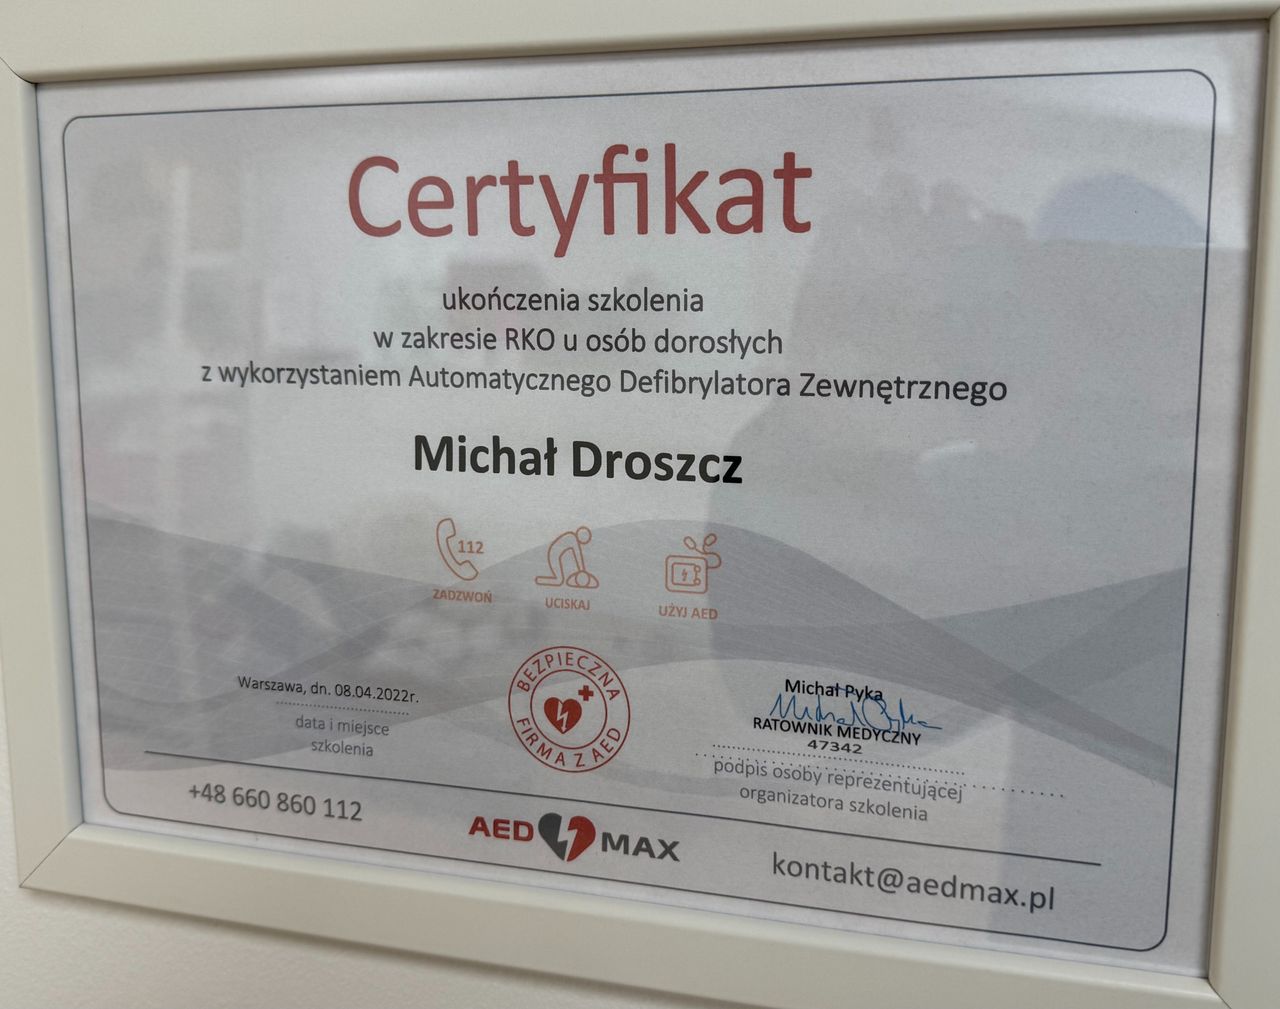 Certyfikat
ukończenia szkolenia
w zakresie RKO u osób dorosłych
z wykorzystaniem Automatycznego Defibrylatora Zewnętrznego
Michał Droszcz
112
ZADZWOŃ
UCISKAJ
UŻYJ AED
BEZPIECZNA
FIRMA Z AED
Warszawa, dn. 08.04.2022r.
data i miejsce
szkolenia
Michał Pyka
Michał Pyka
RATOWNIK MEDYCZNY
47342
podpis osoby reprezentującej
organizatora szkolenia
+48 660 860 112
AED MAX
kontakt@aedmax.pl